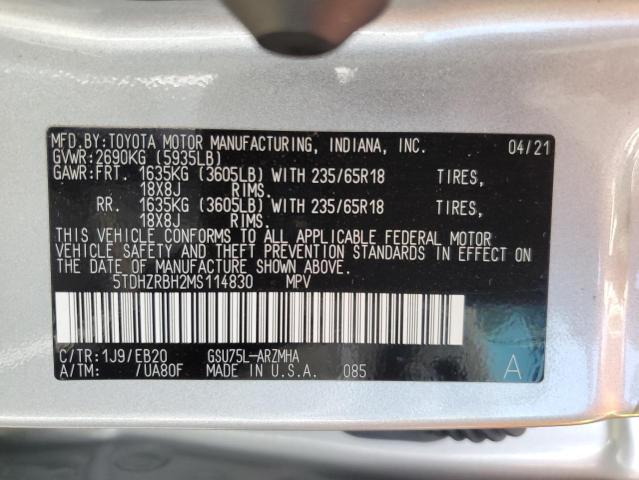 MFD.BY:TOYOTA MOTOR MANUFACTURING, INDIANA, INC. 04/21
GVWR:2690KG (5935LB)
GAWR:FRT. 1635KG (3605LB) WITH 235/65R18 TIRES,
18X8J RIMS.
RR. 1635KG (3605LB) WITH 235/65R18 TIRES,
18X8J RIMS.
THIS VEHICLE CONFORMS TO ALL APPLICABLE FEDERAL MOTOR
VEHICLE SAFETY AND THEFT PREVENTION STANDARDS IN EFFECT ON
THE DATE OF MANUFACTURE SHOWN ABOVE.
5TDHZRBH2MS114830 MPV
C/TR:1J9/EB20 GSU75L-ARZMHA
A/TM: /UA80F MADE IN U.S.A. 085 A